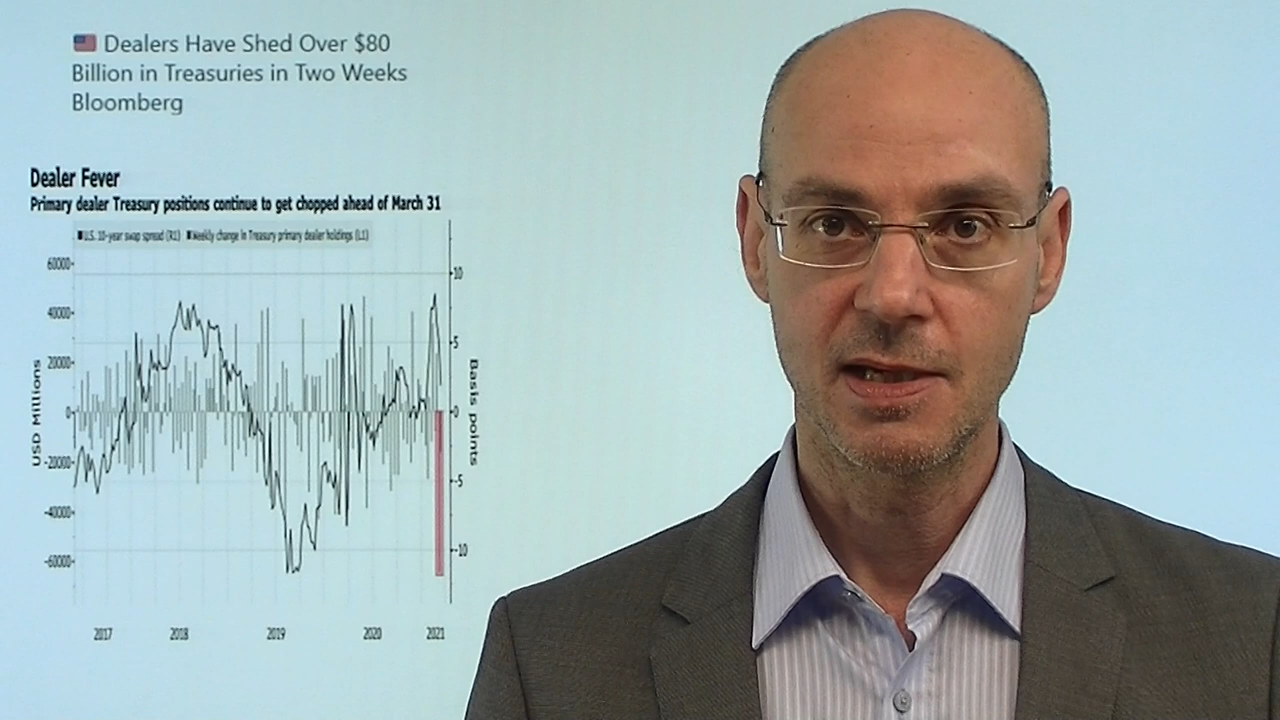 Dealers Have Shed Over $80
Billion in Treasuries in Two Weeks
Bloomberg
Dealer Fever
Primary dealer Treasury positions continue to get chopped ahead of March 31
U.S. 10-year swap spread (R1) Weekly change in Treasury primary dealer holdings (L1)
60000
40000
20000
0
-20000
-40000
-60000
USD Millions
10
5
0
-5
-10
Basis points
2017 2018 2019 2020 2021